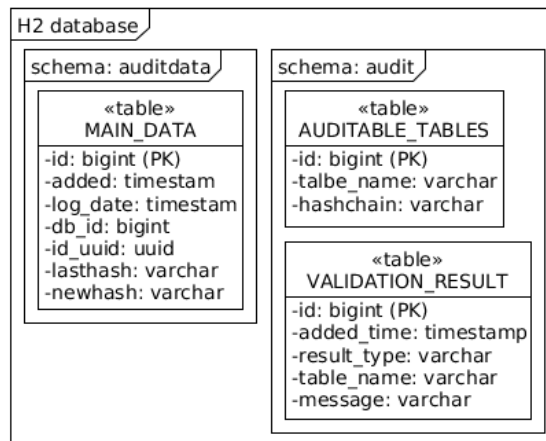 H2 database
schema: auditdata
«table»
MAIN_DATA
-id: bigint (PK)
-added: timestam
-log_date: timestam
-db_id: bigint
-id_uuid: uuid
-lasthash: varchar
-newhash: varchar
schema: audit
«table»
AUDITABLE_TABLES
-id: bigint (PK)
-talbe_name: varchar
-hashchain: varchar
«table»
VALIDATION_RESULT
-id: bigint (PK)
-added_time: timestamp
-result_type: varchar
-table_name: varchar
-message: varchar